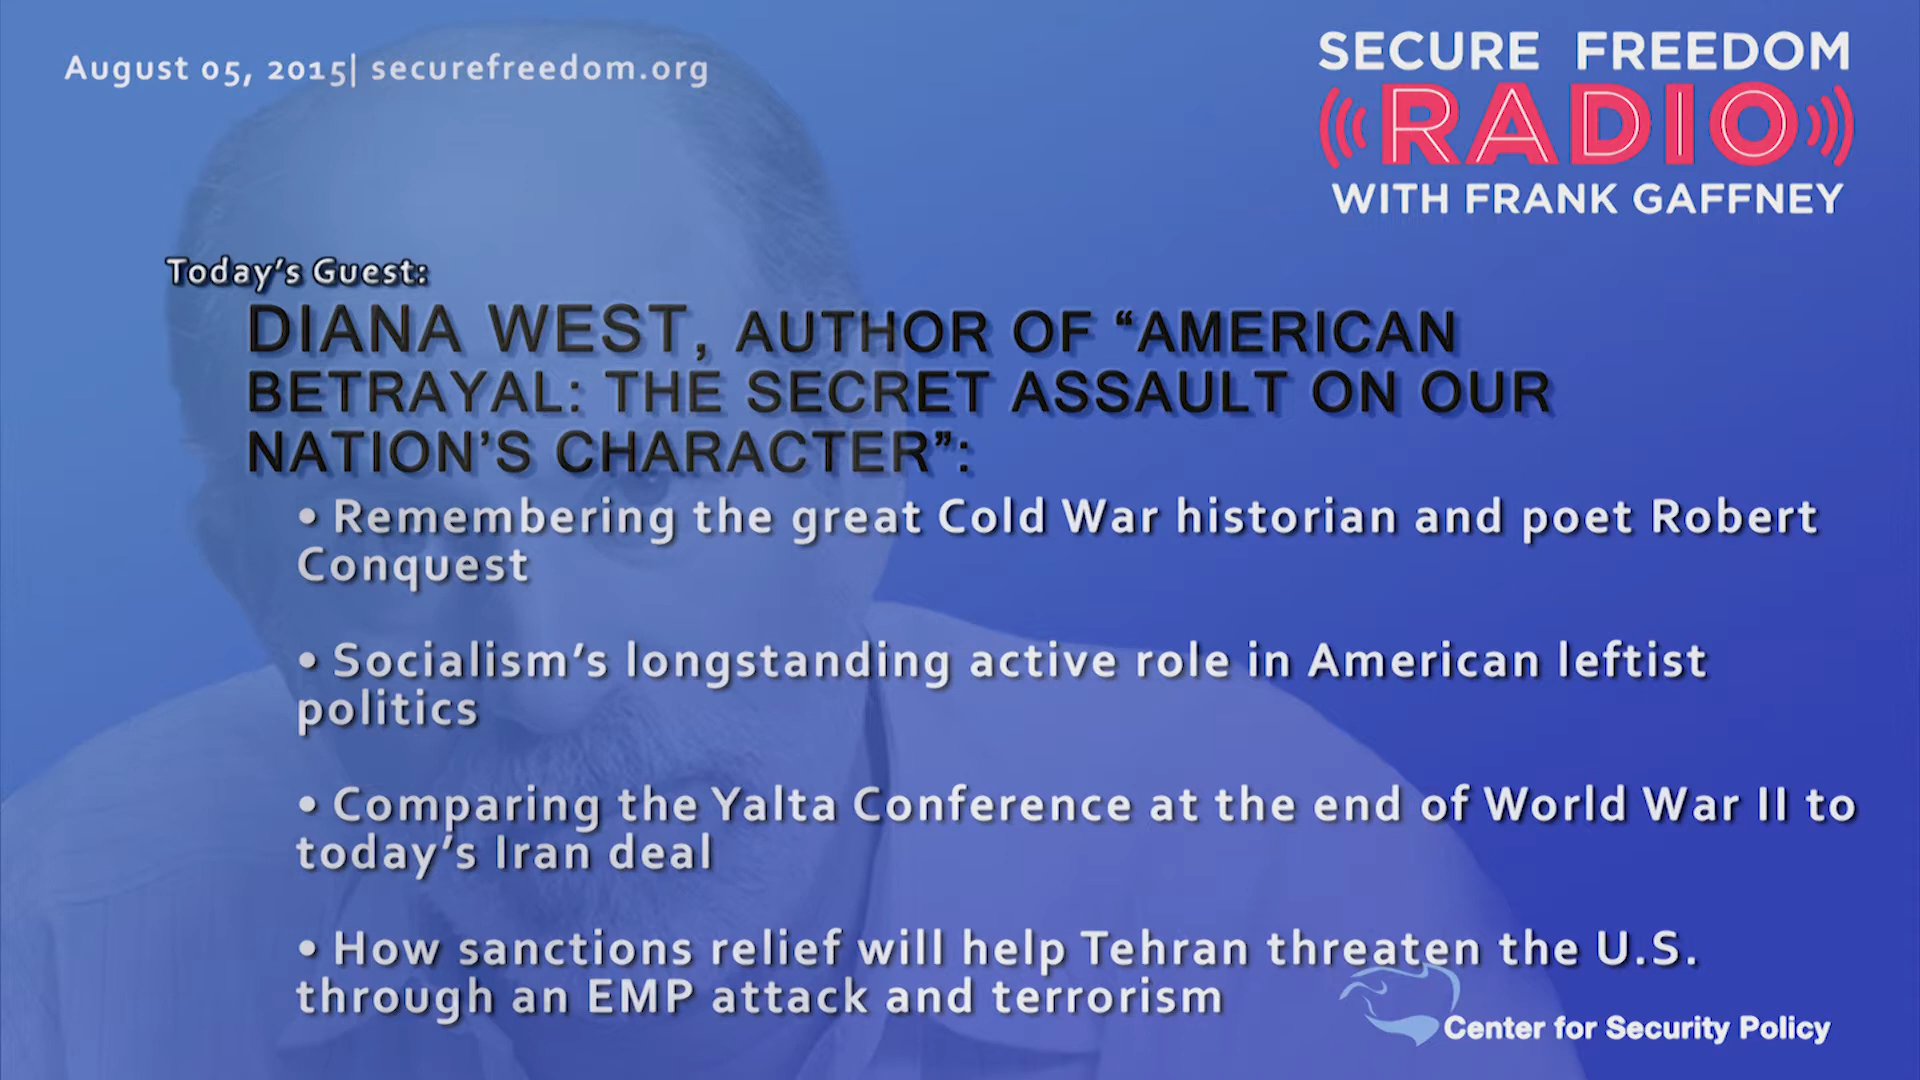 August 05, 2015| securefreedom.org
SECURE FREEDOM
RADIO
WITH FRANK GAFFNEY
Today's Guest:
DIANA WEST, AUTHOR OF “AMERICAN
BETRAYAL: THE SECRET ASSAULT ON OUR
NATION’S CHARACTER”:
• Remembering the great Cold War historian and poet Robert
Conquest
• Socialism’s longstanding active role in American leftist
politics
• Comparing the Yalta Conference at the end of World War II to
today’s Iran deal
• How sanctions relief will help Tehran threaten the U.S.
through an EMP attack and terrorism
Center for Security Policy